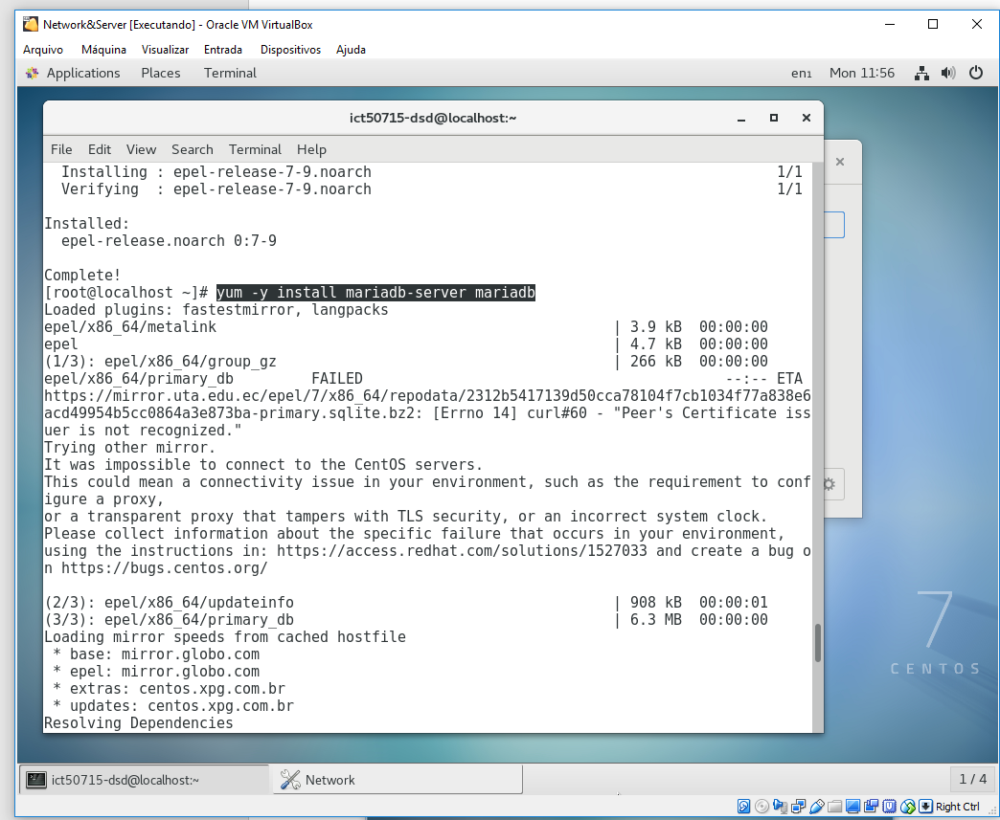 Network&Server [Executando] - Oracle VM VirtualBox
Arquivo Máquina Visualizar Entrada Dispositivos Ajuda
Applications Places Terminal en1 Mon 11:56
ict50715-dsd@localhost:~
File Edit View Search Terminal Help
Installing : epel-release-7-9.noarch 1/1
Verifying  : epel-release-7-9.noarch 1/1
Installed:
epel-release.noarch 0:7-9
Complete!
[root@localhost ~]# yum -y install mariadb-server mariadb
Loaded plugins: fastestmirror, langpacks
epel/x86_64/metalink | 3.9 kB 00:00:00
epel | 4.7 kB 00:00:00
(1/3): epel/x86_64/group_gz | 266 kB 00:00:00
epel/x86_64/primary_db FAILED --:-- ETA
https://mirror.uta.edu.ec/epel/7/x86_64/repodata/2312b5417139d50cca78104f7cb1034f77a838e6
acd49954b5cc0864a3e873ba-primary.sqlite.bz2: [Errno 14] curl#60 - "Peer's Certificate iss
uer is not recognized."
Trying other mirror.
It was impossible to connect to the CentOS servers.
This could mean a connectivity issue in your environment, such as the requirement to conf
igure a proxy,
or a transparent proxy that tampers with TLS security, or an incorrect system clock.
Please collect information about the specific failure that occurs in your environment,
using the instructions in: https://access.redhat.com/solutions/1527033 and create a bug o
n https://bugs.centos.org/
(2/3): epel/x86_64/updateinfo | 908 kB 00:00:01
(3/3): epel/x86_64/primary_db | 6.3 MB 00:00:00
Loading mirror speeds from cached hostfile
* base: mirror.globo.com
* epel: mirror.globo.com
* extras: centos.xpg.com.br
* updates: centos.xpg.com.br
Resolving Dependencies
7
CENTOS
ict50715-dsd@localhost:~ Network 1 / 4
Right Ctrl